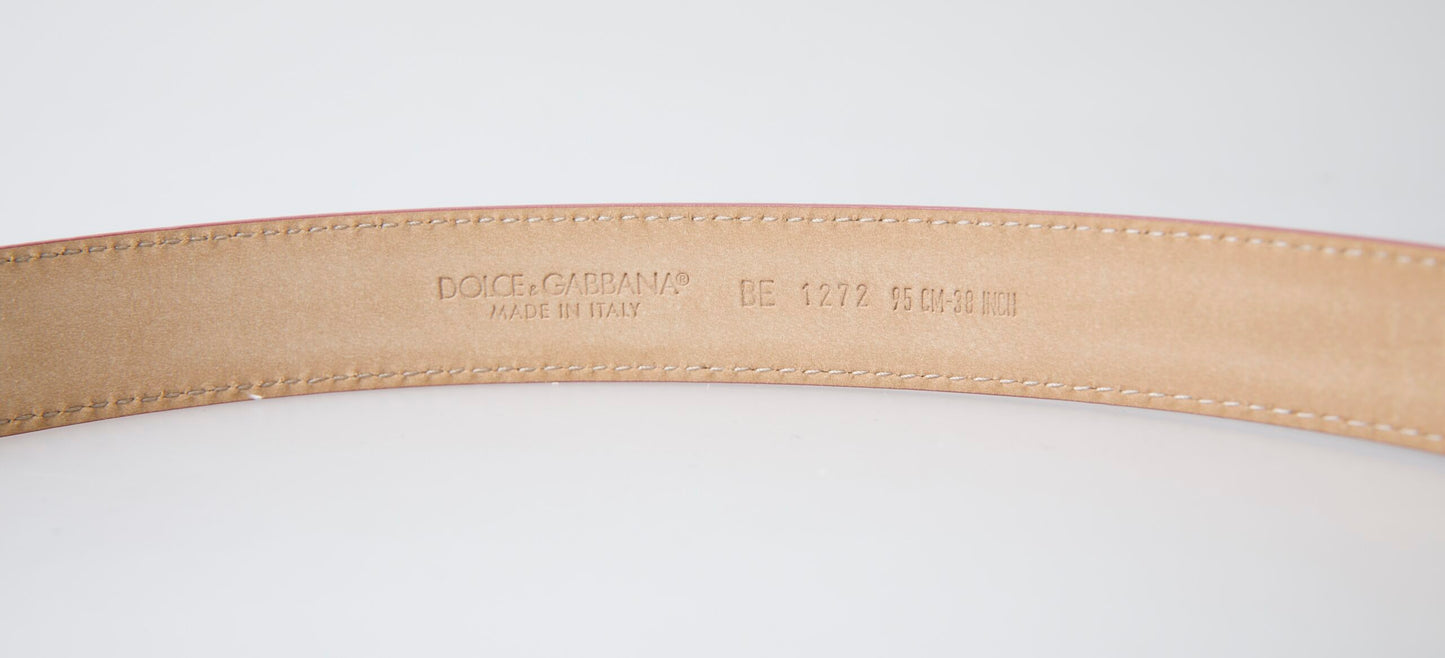 DOLCE & GABBANA® BE 1272 95 CM-38 INCH
MADE IN ITALY